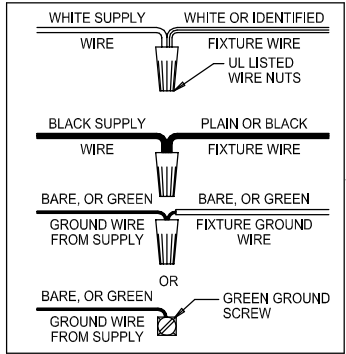 WHITE SUPPLY WHITE OR IDENTIFIED
WIRE FIXTURE WIRE
UL LISTED
WIRE NUTS
BLACK SUPPLY PLAIN OR BLACK
WIRE FIXTURE WIRE
BARE, OR GREEN BARE, OR GREEN
GROUND WIRE FIXTURE GROUND
FROM SUPPLY WIRE
OR
BARE, OR GREEN GREEN GROUND
SCREW
GROUND WIRE
FROM SUPPLY